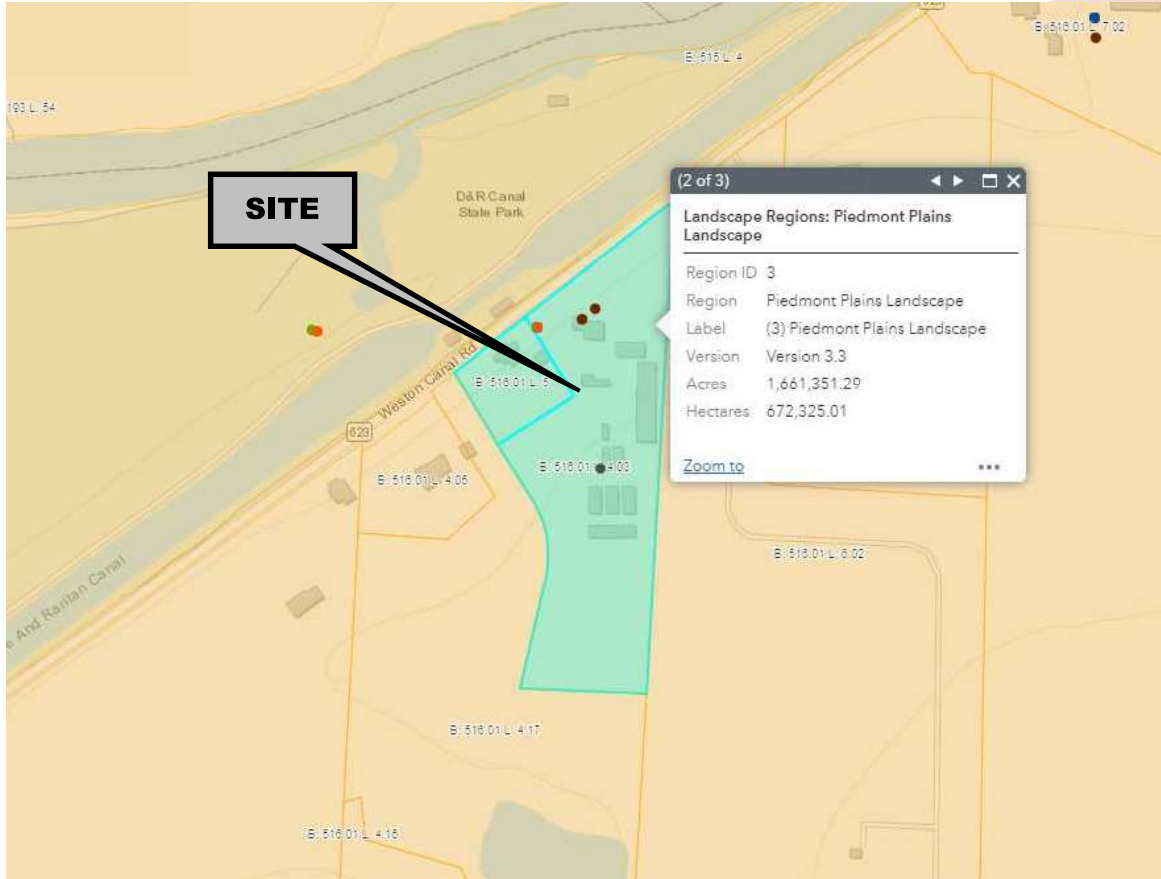 B: 516.01 L: 7.02
B: 515 L: 4
193 L: 54
(2 of 3)
SITE
D&R Canal
State Park
Landscape Regions: Piedmont Plains
Landscape
Region ID 3
Region Piedmont Plains Landscape
Label (3) Piedmont Plains Landscape
Version Version 3.3
Acres 1,661,351.29
Hectares 672,325.01
Zoom to
Weston Canal Rd
B: 516.01 L: 5
623
B: 516.01 L: 4.03
B: 516.01 L: 4.05
B: 516.01 L: 6.02
e And Raritan Canal
B: 516.01 L: 4.17
B: 516.01 L: 4.16